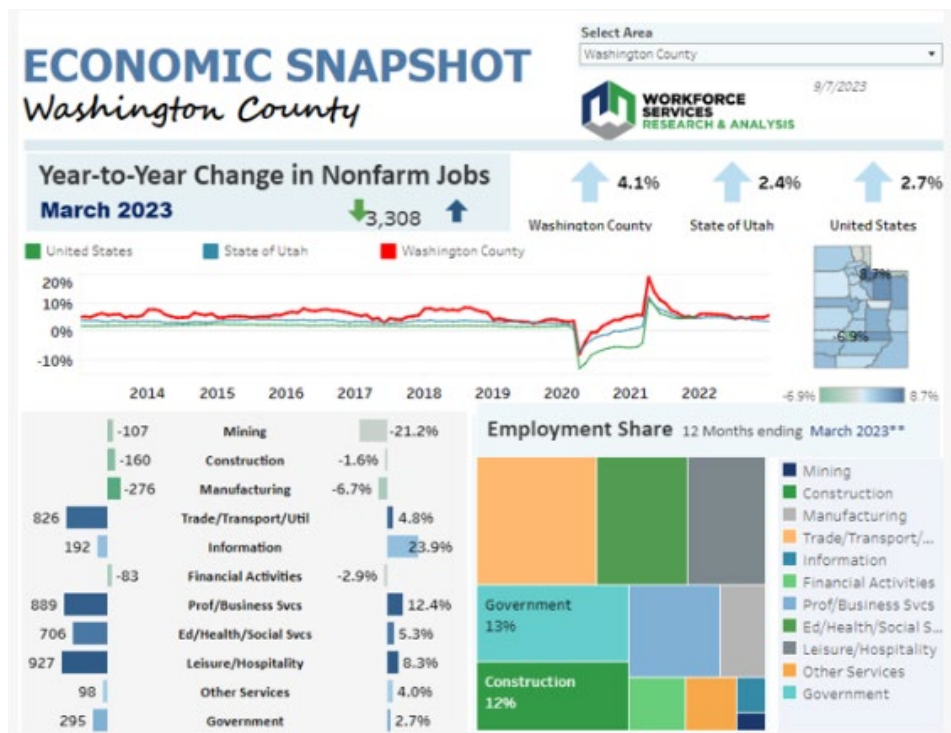 Select Area
Washington County
ECONOMIC SNAPSHOT
Washington County
9/7/2023
WORKFORCE
SERVICES
RESEARCH & ANALYSIS
Year-to-Year Change in Nonfarm Jobs
March 2023
3,308
4.1%
2.4%
2.7%
Washington County
State of Utah
United States
United States
State of Utah
Washington County
20%
10%
0%
-10%
2014 2015 2016 2017 2018 2019 2020 2021 2022
8.7%
-6.9%
-6.9% 8.7%
-107 Mining -21.2%
-160 Construction -1.6%
-276 Manufacturing -6.7%
826 Trade/Transport/Util 4.8%
192 Information 23.9%
-83 Financial Activities -2.9%
889 Prof/Business Svcs 12.4%
706 Ed/Health/Social Svcs 5.3%
927 Leisure/Hospitality 8.3%
98 Other Services 4.0%
295 Government 2.7%
Employment Share 12 Months ending March 2023**
Government
13%
Construction
12%
Mining
Construction
Manufacturing
Trade/Transport/...
Information
Financial Activities
Prof/Business Svcs
Ed/Health/Social S...
Leisure/Hospitality
Other Services
Government